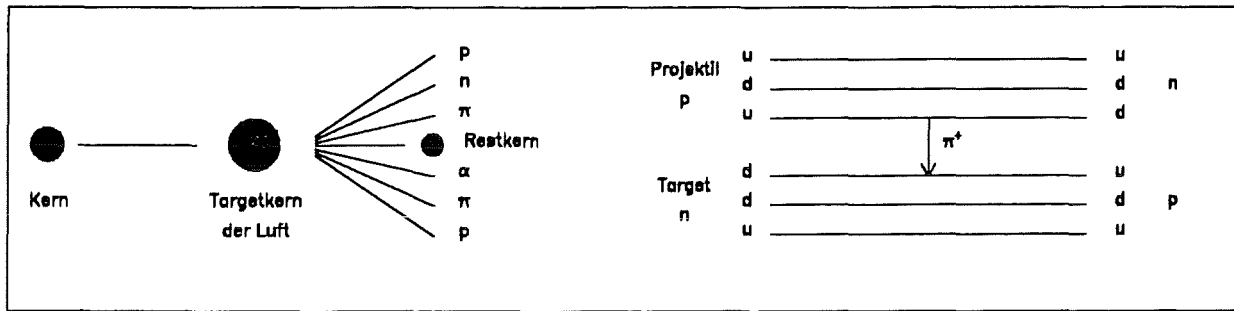 p
n
π
Restkern
α
π
p
Kern
Targetkern
der Luft
Projektil
p
u u
d d n
u d
π⁺
Target
n
d u
d d p
u u